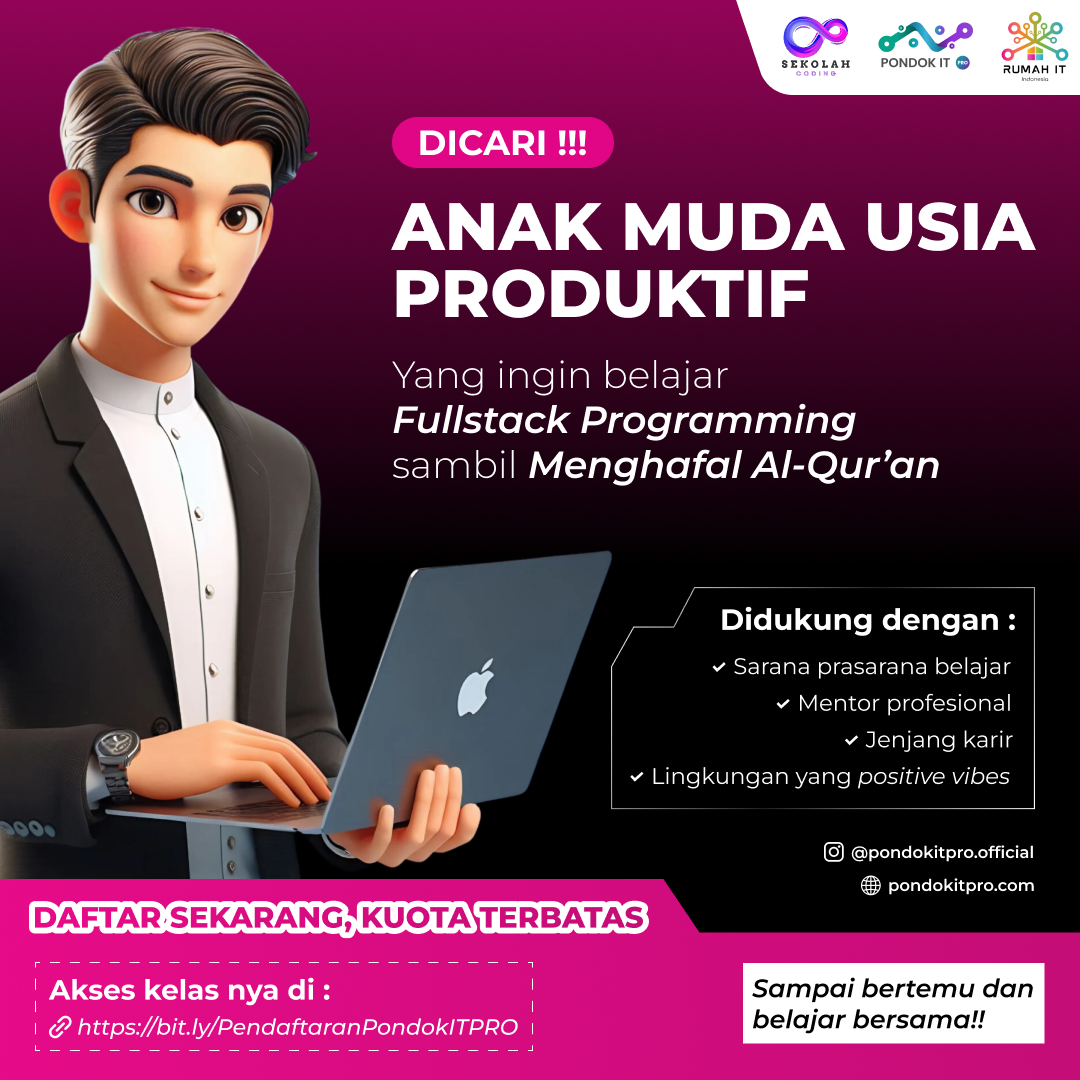 SEKOLAH
CODING
PONDOK IT PRO
RUMAH IT
Indonesia
DICARI !!!
ANAK MUDA USIA
PRODUKTIF
Yang ingin belajar
Fullstack Programming
sambil Menghafal Al-Qur’an
Didukung dengan :
Sarana prasarana belajar
Mentor profesional
Jenjang karir
Lingkungan yang positive vibes
@pondokitpro.official
pondokitpro.com
DAFTAR SEKARANG, KUOTA TERBATAS
Akses kelas nya di :
https://bit.ly/PendaftaranPondokITPRO
Sampai bertemu dan
belajar bersama!!